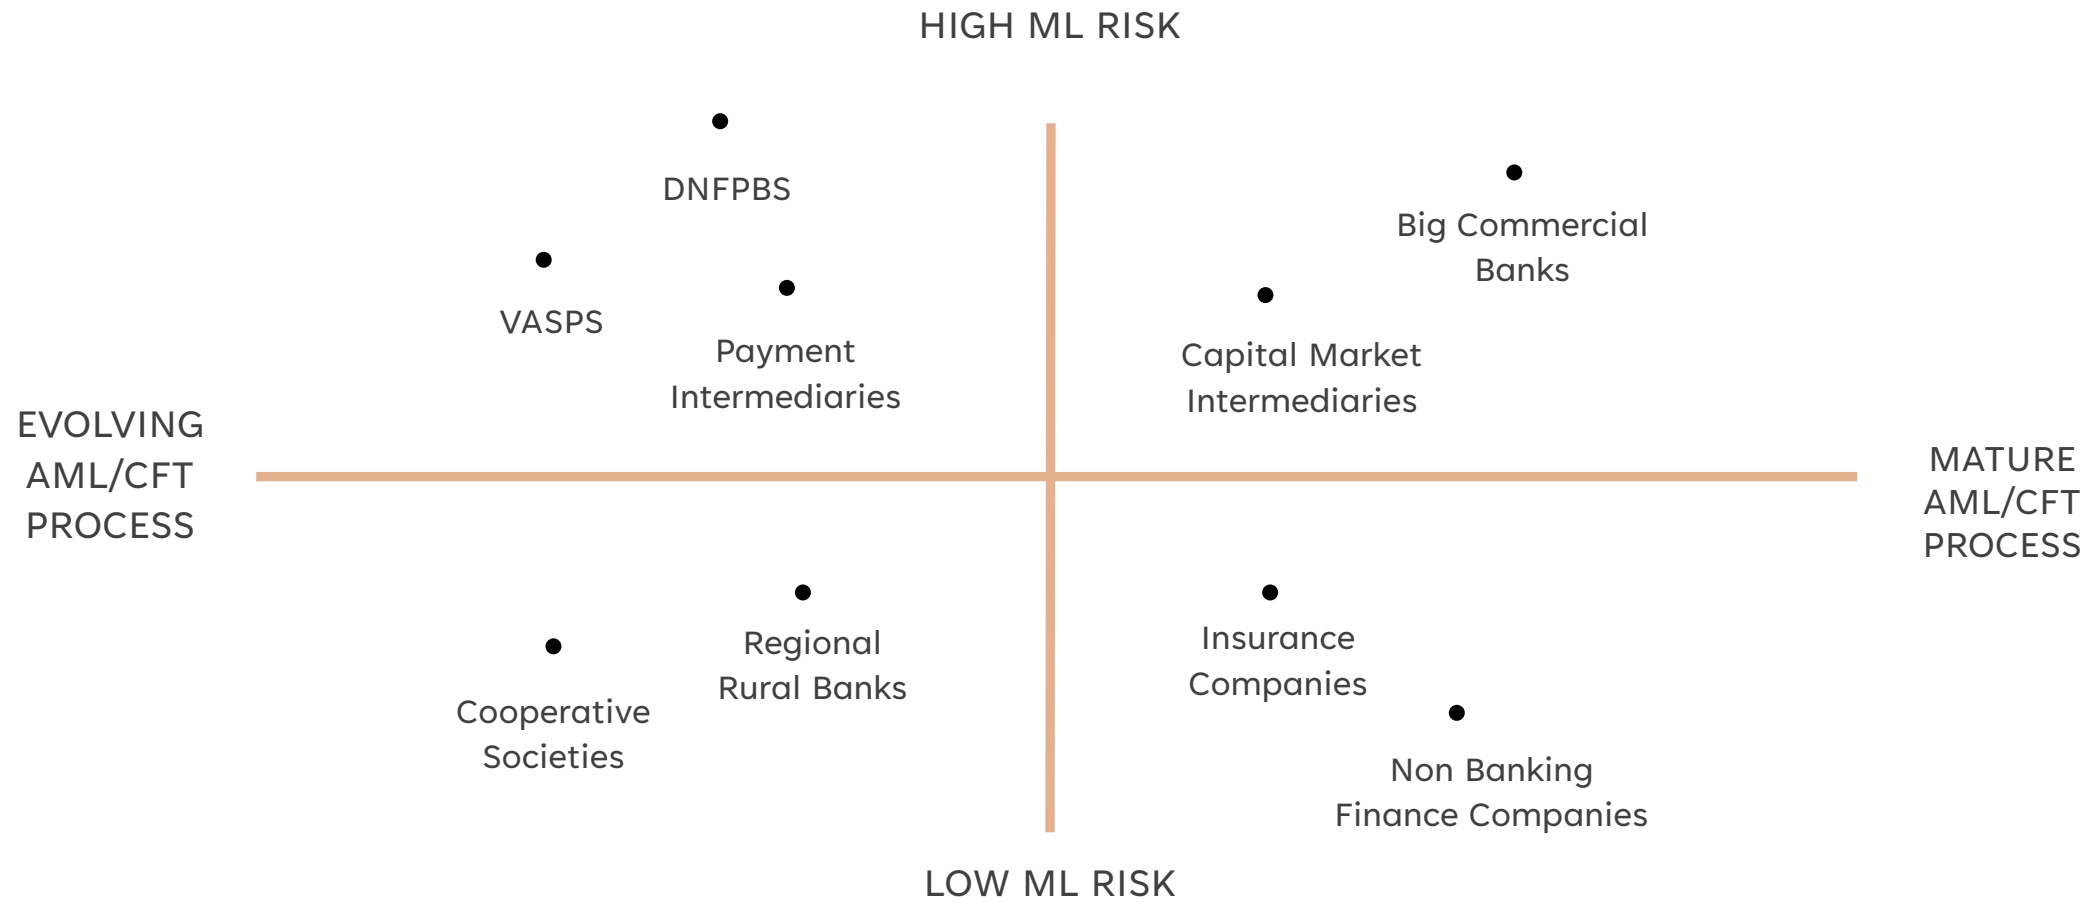 HIGH ML RISK
DNFPBS
Big Commercial
Banks
VASPS
Payment
Intermediaries
Capital Market
Intermediaries
EVOLVING
AML/CFT
PROCESS
MATURE
AML/CFT
PROCESS
Regional
Rural Banks
Insurance
Companies
Cooperative
Societies
Non Banking
Finance Companies
LOW ML RISK